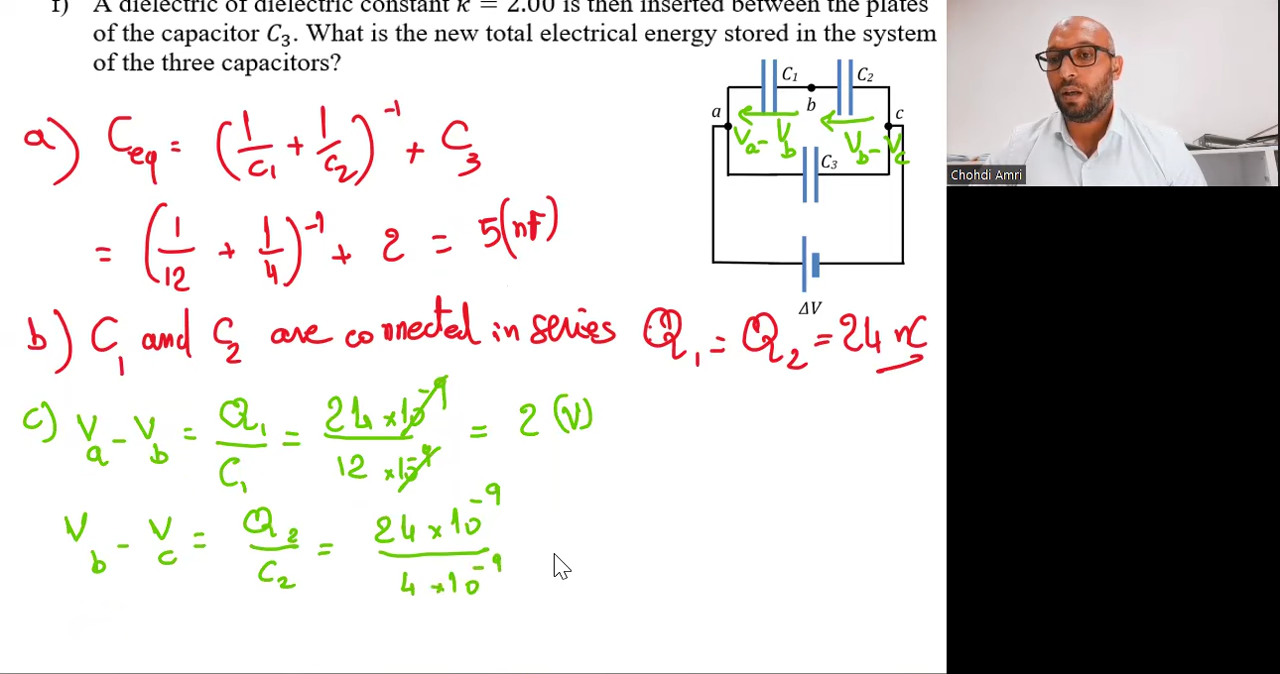 f) A dielectric of dielectric constant κ = 2.00 is then inserted between the plates
of the capacitor C₃. What is the new total electrical energy stored in the system
of the three capacitors?
C₁ C₂
a b c
Va - Vb Vb - Vc
C₃
ΔV
Chohdi Amri
a) Ceq = (1/C₁ + 1/C₂)⁻¹ + C₃
= (1/12 + 1/4)⁻¹ + 2 = 5(nF)
b) C₁ and C₂ are connected in series Q₁ = Q₂ = 24 nC
c) Va - Vb = Q₁/C₁ = 24 × 10⁻⁹ / 12 × 10⁻⁹ = 2 (V)
Vb - Vc = Q₂/C₂ = 24 × 10⁻⁹ / 4 × 10⁻⁹